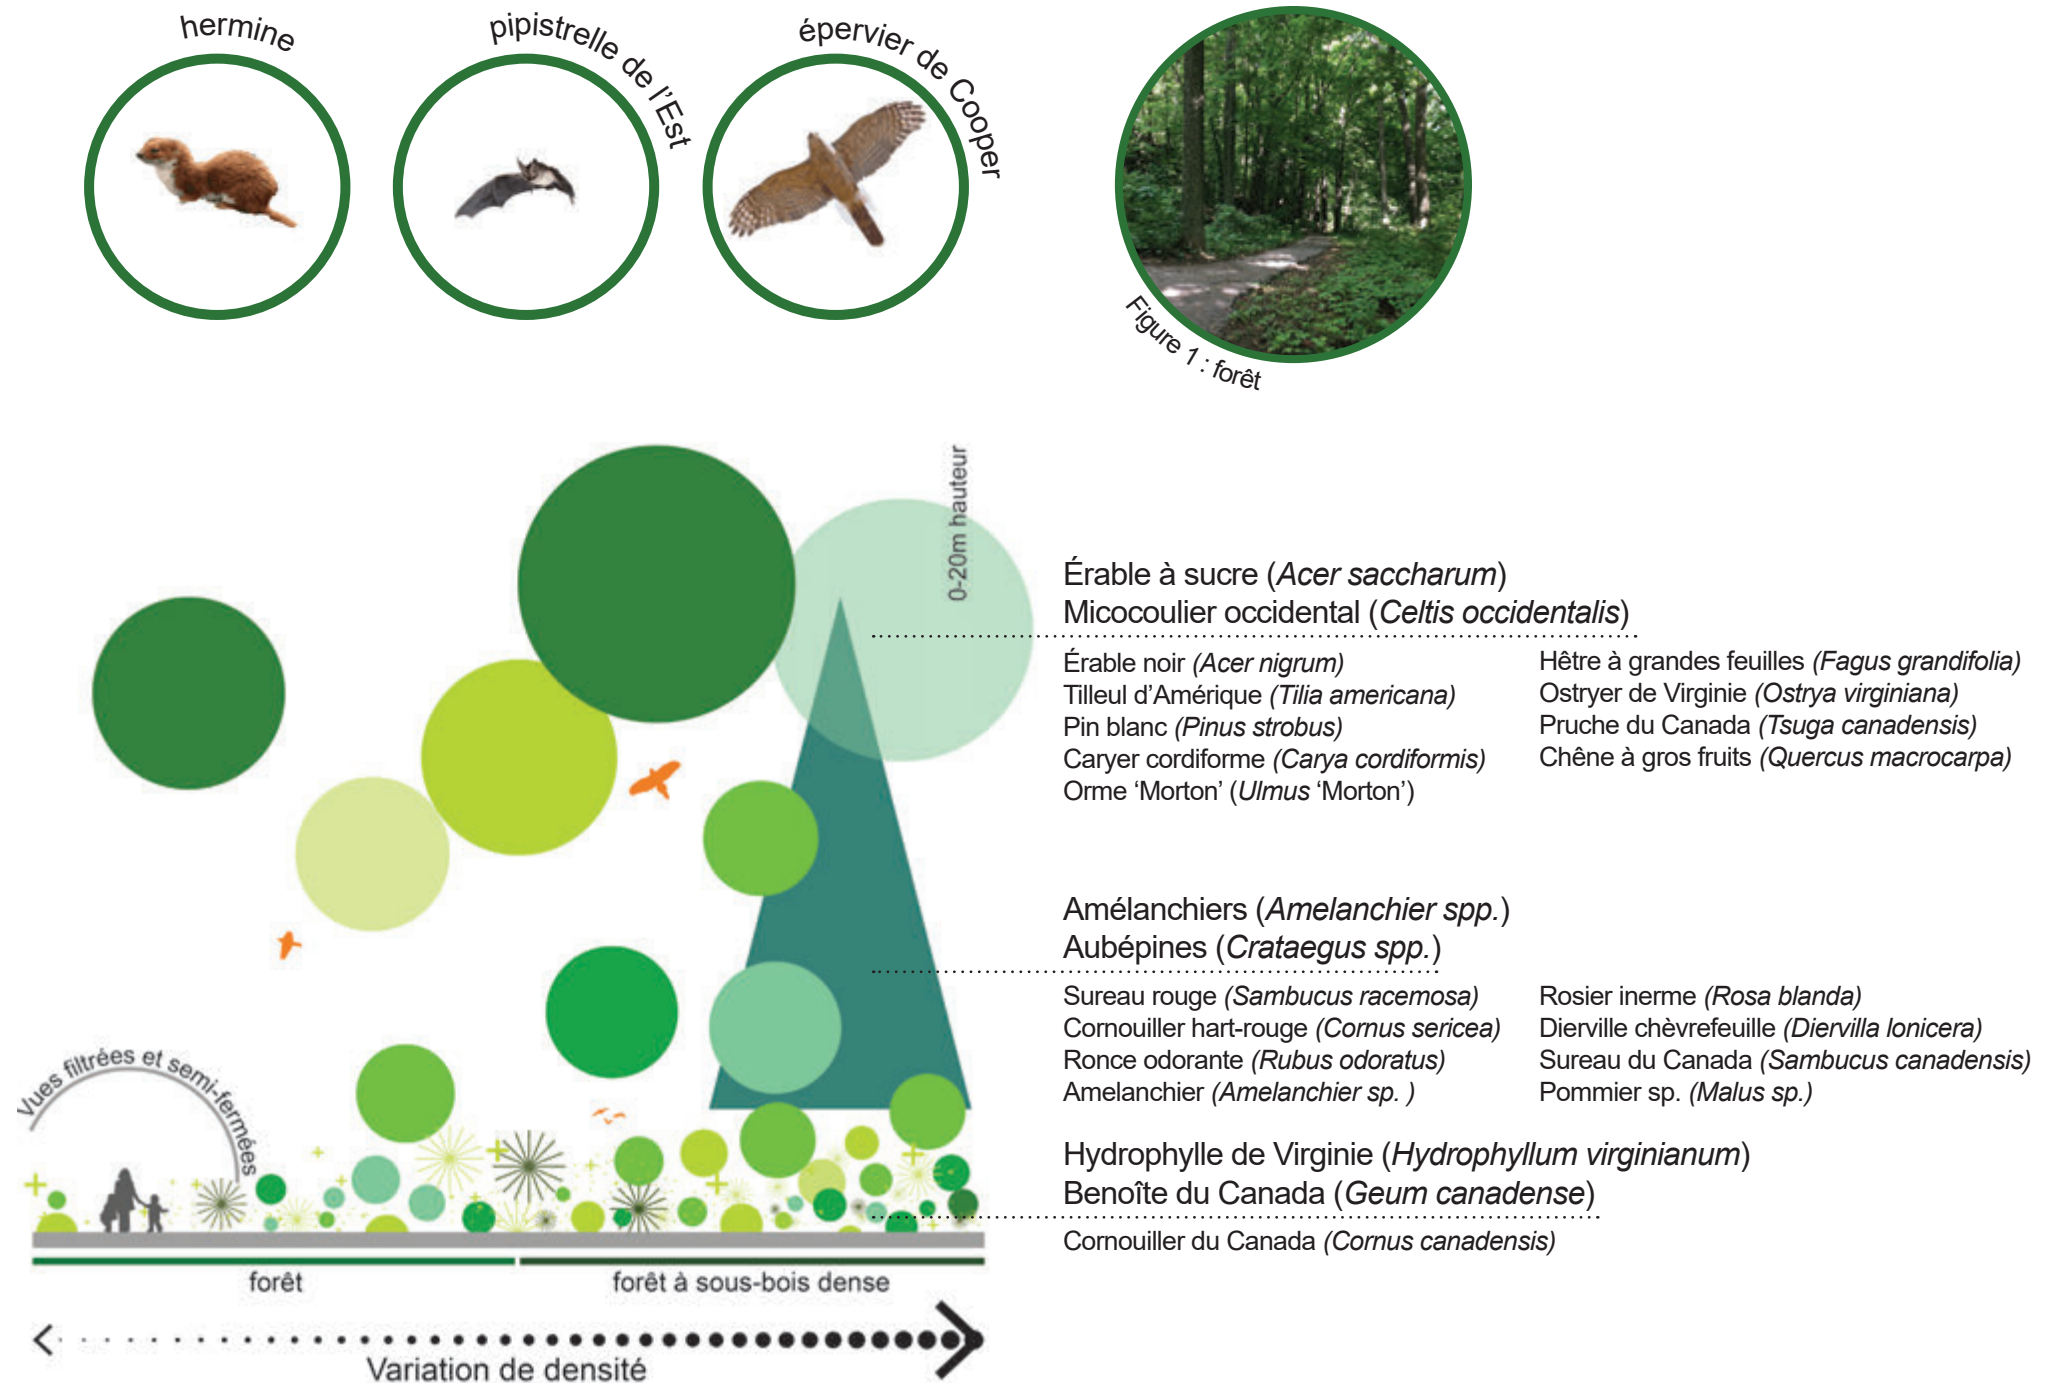 hermine
pipistrelle de l'Est
épervier de Cooper
Figure 1 : forêt
0-20m hauteur
Érable à sucre (Acer saccharum)
Micocoulier occidental (Celtis occidentalis)
Érable noir (Acer nigrum)
Tilleul d'Amérique (Tilia americana)
Pin blanc (Pinus strobus)
Caryer cordiforme (Carya cordiformis)
Orme ‘Morton’ (Ulmus ‘Morton’)
Hêtre à grandes feuilles (Fagus grandifolia)
Ostryer de Virginie (Ostrya virginiana)
Pruche du Canada (Tsuga canadensis)
Chêne à gros fruits (Quercus macrocarpa)
Amélanchiers (Amelanchier spp.)
Aubépines (Crataegus spp.)
Sureau rouge (Sambucus racemosa)
Cornouiller hart-rouge (Cornus sericea)
Ronce odorante (Rubus odoratus)
Amelanchier (Amelanchier sp. )
Rosier inerme (Rosa blanda)
Dierville chèvrefeuille (Diervilla lonicera)
Sureau du Canada (Sambucus canadensis)
Pommier sp. (Malus sp.)
Hydrophylle de Virginie (Hydrophyllum virginianum)
Benoîte du Canada (Geum canadense)
Cornouiller du Canada (Cornus canadensis)
Vues filtrées et semi-fermées
forêt
forêt à sous-bois dense
Variation de densité